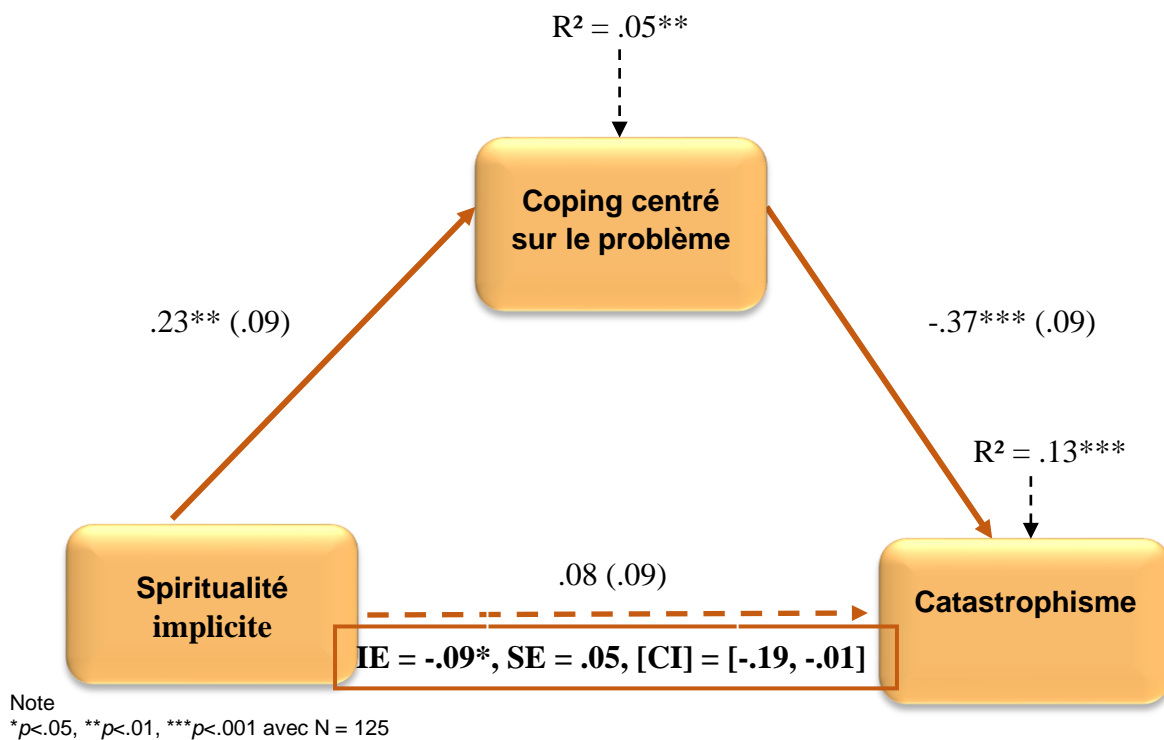 R² = .05**
Coping centré
sur le problème
.23** (.09)
-.37*** (.09)
R² = .13***
Spiritualité
implicite
.08 (.09)
Catastrophisme
IE = -.09*, SE = .05, [CI] = [-.19, -.01]
Note
*p<.05, **p<.01, ***p<.001 avec N = 125